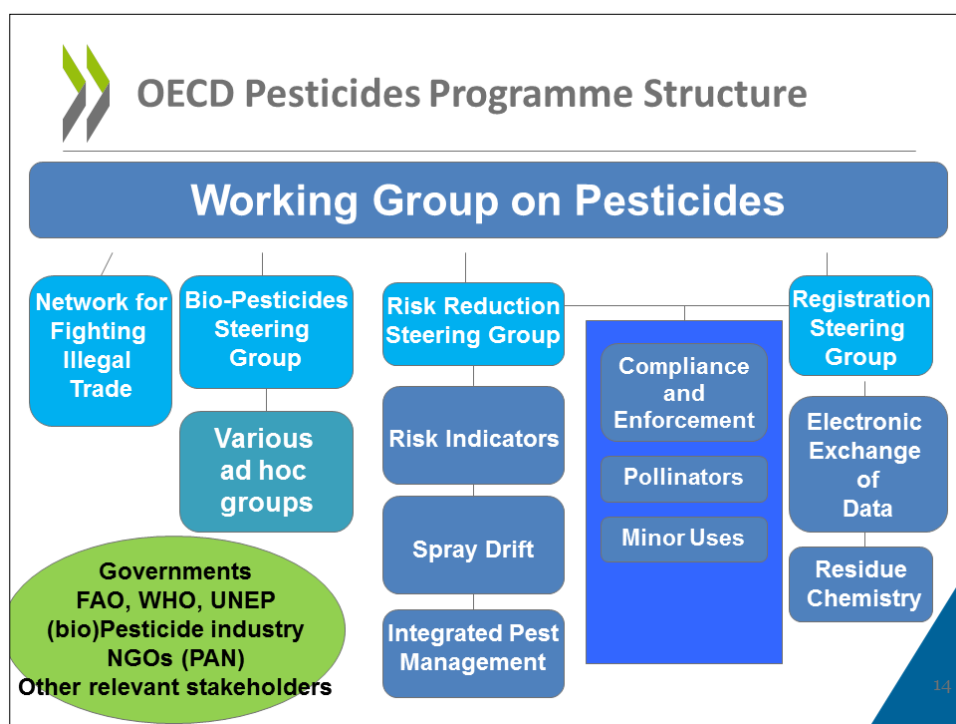 OECD Pesticides Programme Structure
Working Group on Pesticides
Network for
Fighting
Illegal
Trade
Bio-Pesticides
Steering
Group
Various
ad hoc
groups
Risk Reduction
Steering Group
Risk Indicators
Spray Drift
Integrated Pest
Management
Compliance
and
Enforcement
Pollinators
Minor Uses
Registration
Steering
Group
Electronic
Exchange
of
Data
Residue
Chemistry
Governments
FAO, WHO, UNEP
(bio)Pesticide industry
NGOs (PAN)
Other relevant stakeholders
14